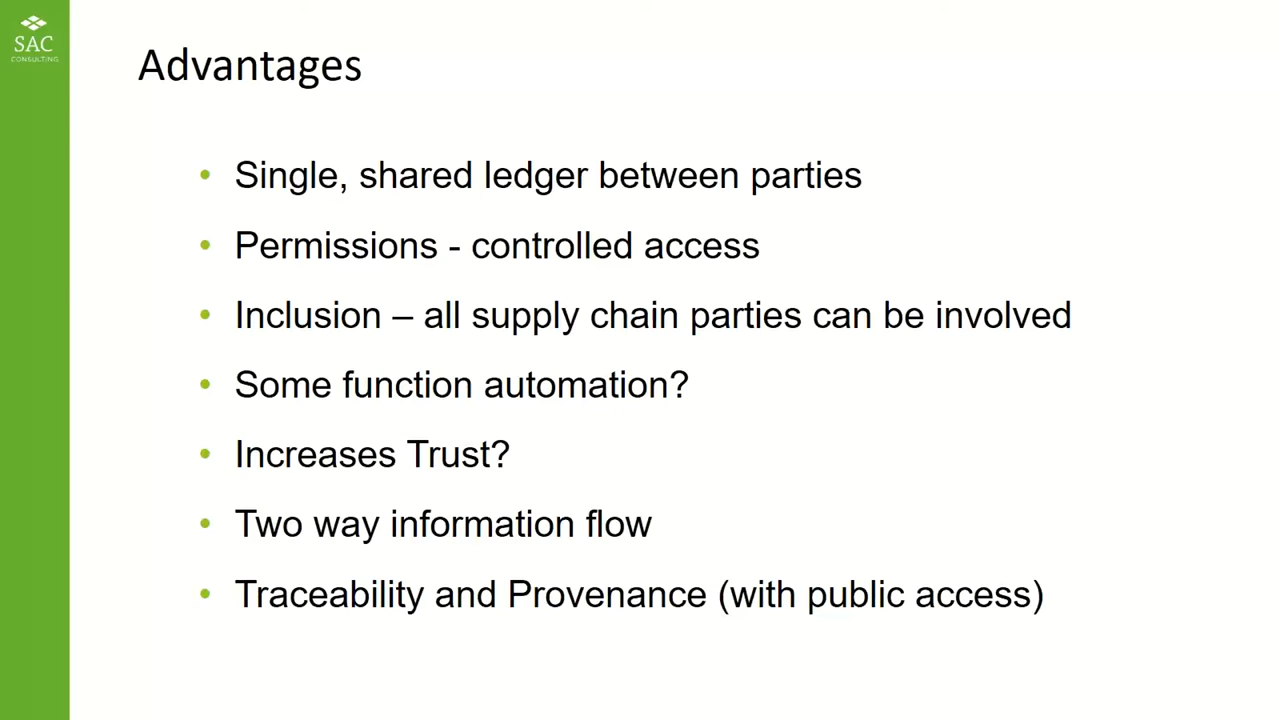 SAC
CONSULTING
Advantages
• Single, shared ledger between parties
• Permissions - controlled access
• Inclusion – all supply chain parties can be involved
• Some function automation?
• Increases Trust?
• Two way information flow
• Traceability and Provenance (with public access)